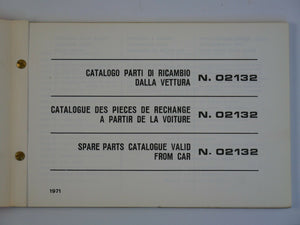 CATALOGO PARTI DI RICAMBIO
DALLA VETTURA N. 02132
CATALOGUE DES PIECES DE RECHANGE
A PARTIR DE LA VOITURE N. 02132
SPARE PARTS CATALOGUE VALID
FROM CAR N. 02132
1971